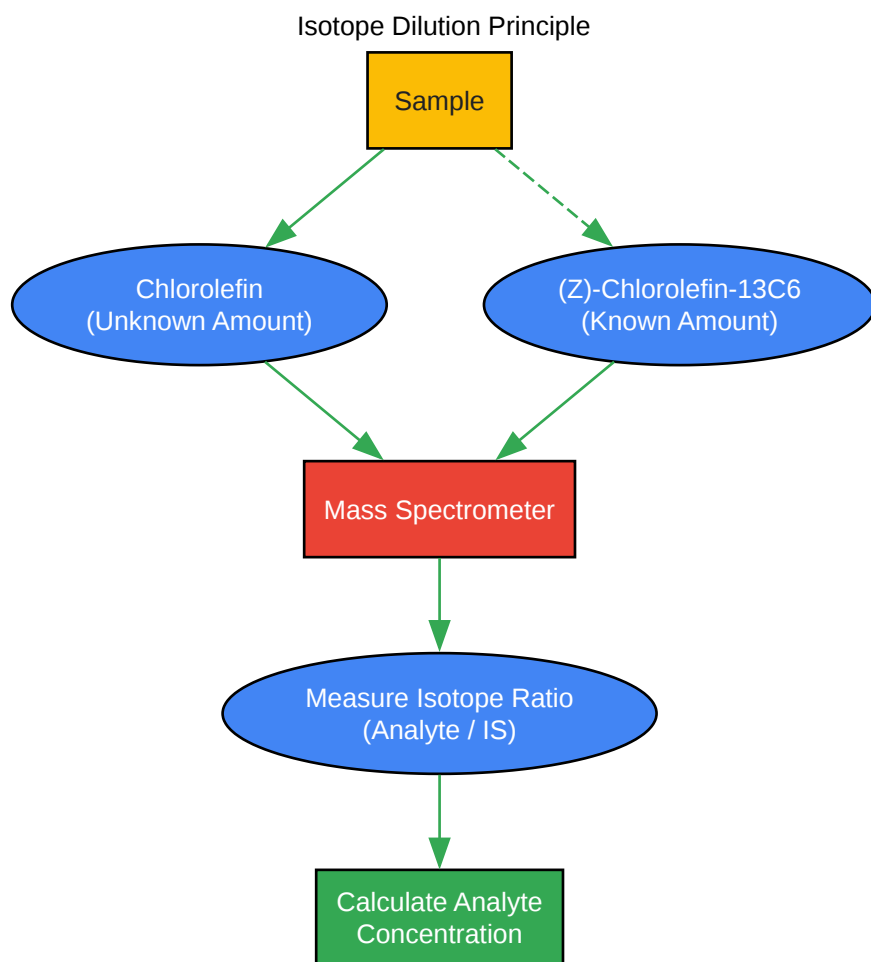 Isotope Dilution Principle
Sample
Chlorolefin
(Unknown Amount)
(Z)-Chlorolefin-13C6
(Known Amount)
Mass Spectrometer
Measure Isotope Ratio
(Analyte / IS)
Calculate Analyte
Concentration